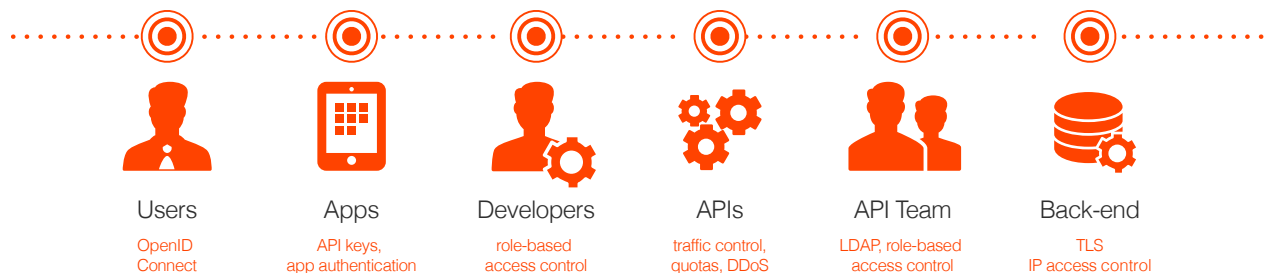 Users
Apps
Developers
APIs
API Team
Back-end
OpenID
Connect
API keys,
app authentication
role-based
access control
traffic control,
quotas, DDoS
LDAP, role-based
access control
TLS
IP access control